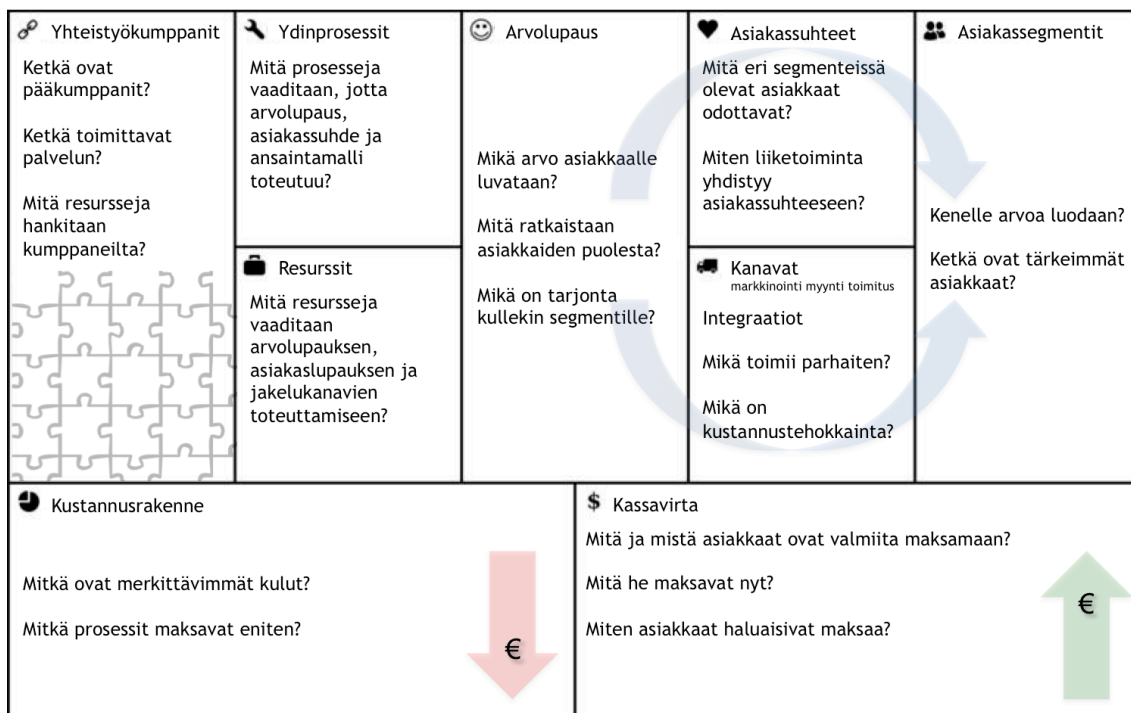 Yhteistyökumppanit
Ketkä ovat
pääkumppanit?
Ketkä toimittavat
palvelun?
Mitä resursseja
hankitaan
kumppaneilta?
Ydinprosessit
Mitä prosesseja
vaaditaan, jotta
arvolupaus,
asiakassuhde ja
ansaintamalli
toteutuu?
Resurssit
Mitä resursseja
vaaditaan
arvolupauksen,
asiakaslupauksen ja
jakelukanavien
toteuttamiseen?
Arvolupaus
Mikä arvo asiakkaalle
luvataan?
Mitä ratkaistaan
asiakkaiden puolesta?
Mikä on tarjonta
kullekin segmentille?
Asiakassuhteet
Mitä eri segmenteissä
olevat asiakkaat
odottavat?
Miten liiketoiminta
yhdistyy
asiakassuhteeseen?
Kanavat
markkinointi myynti toimitus
Integraatiot
Mikä toimii parhaiten?
Mikä on
kustannustehokkainta?
Asiakassegmentit
Kenelle arvoa luodaan?
Ketkä ovat tärkeimmät
asiakkaat?
Kustannusrakenne
Mitkä ovat merkittävimmät kulut?
Mitkä prosessit maksavat eniten?
€
$ Kassavirta
Mitä ja mistä asiakkaat ovat valmiita maksamaan?
Mitä he maksavat nyt?
Miten asiakkaat haluaisivat maksaa?
€